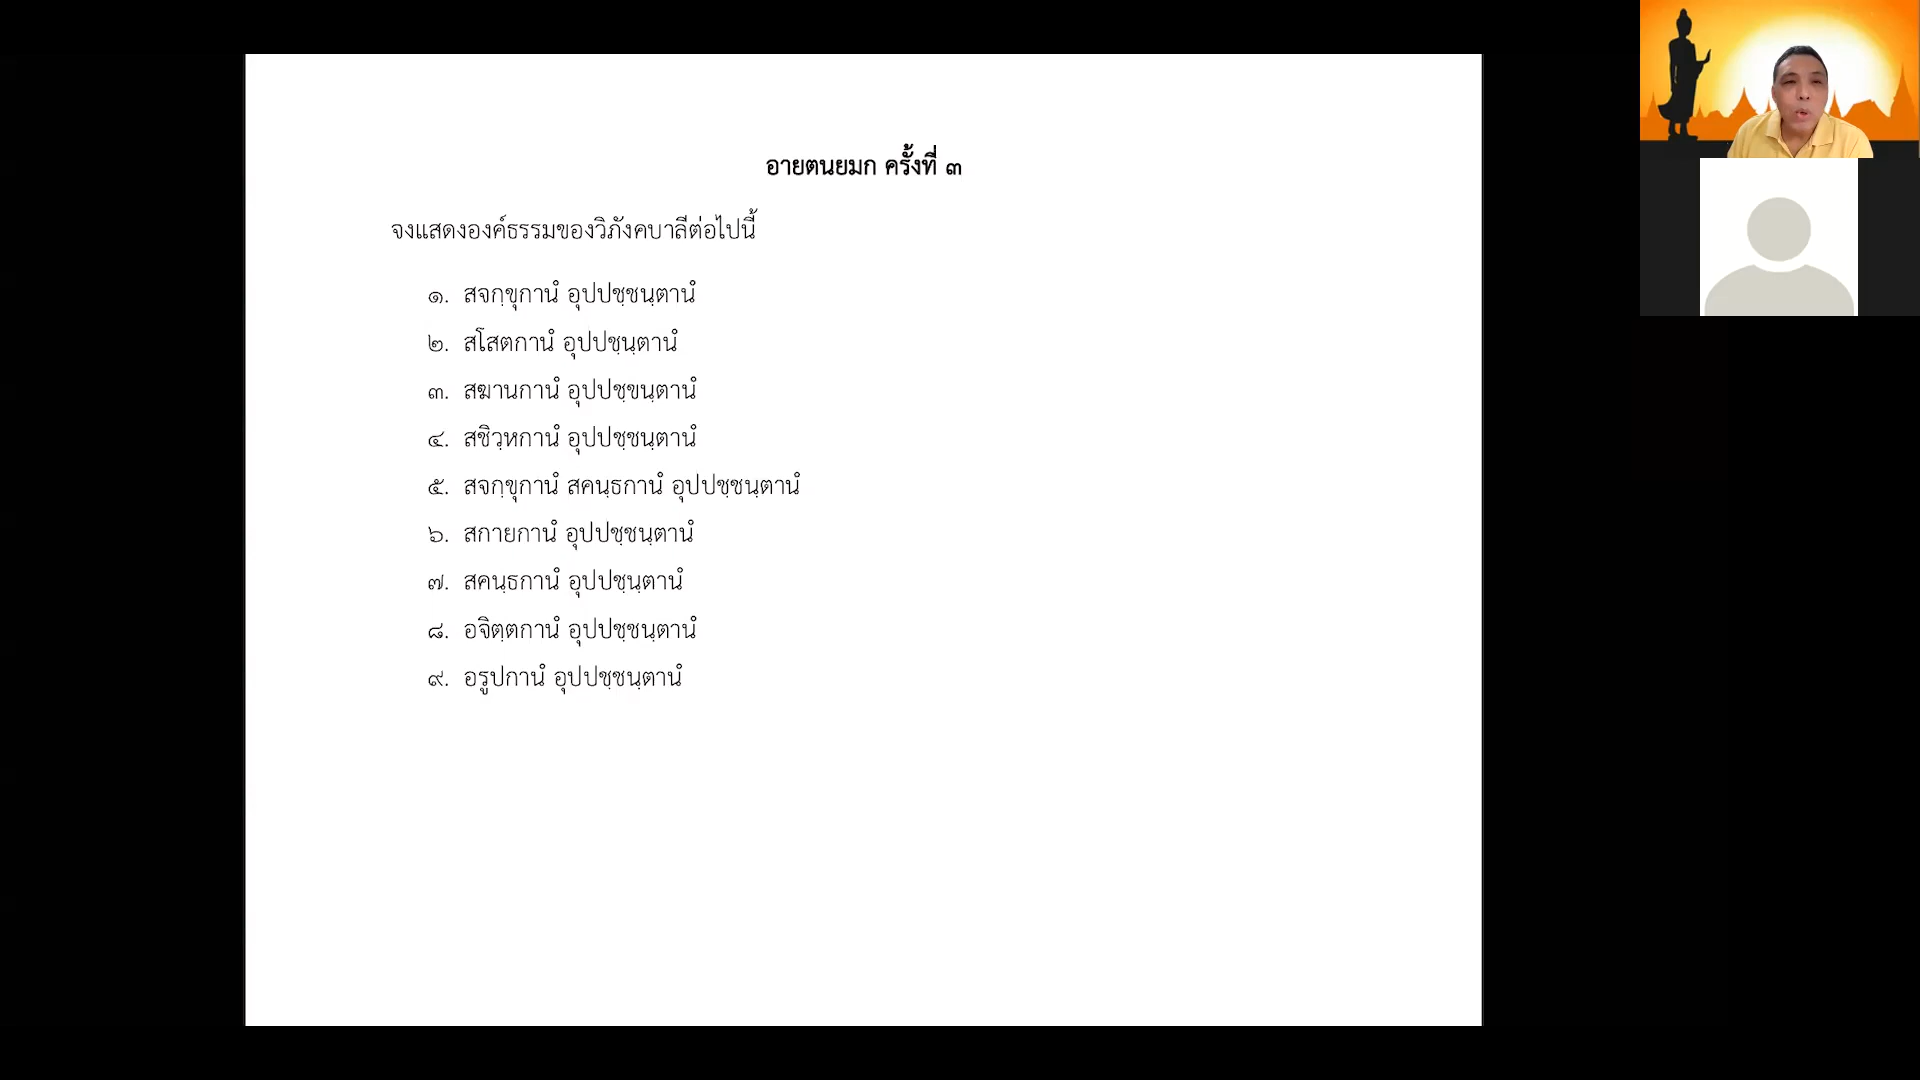 อายตนยมก ครั้งที่ ๓
จงแสดงองค์ธรรมของวิภังคบาลีต่อไปนี้
๑. สจกฺขุกานํ อุปปชฺชนฺตานํ
๒. สโสตกานํ อุปปชฺนฺตานํ
๓. สฆานกานํ อุปปชฺขนฺตานํ
๔. สชิวฺหกานํ อุปปชฺชนฺตานํ
๕. สจกฺขุกานํ สคนฺธกานํ อุปปชฺชนฺตานํ
๖. สกายกานํ อุปปชฺชนฺตานํ
๗. สคนฺธกานํ อุปปชฺนฺตานํ
๘. อจิตฺตกานํ อุปปชฺชนฺตานํ
๙. อรูปกานํ อุปปชฺชนฺตานํ